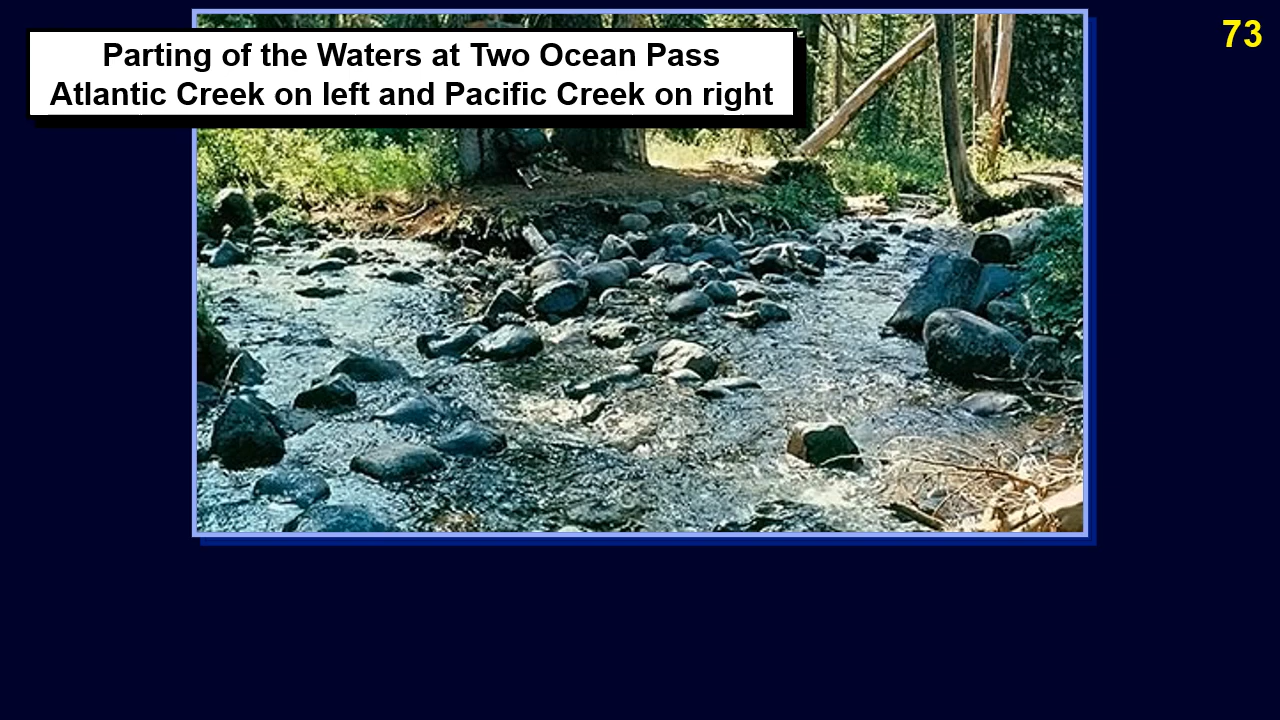 Parting of the Waters at Two Ocean Pass
Atlantic Creek on left and Pacific Creek on right
73